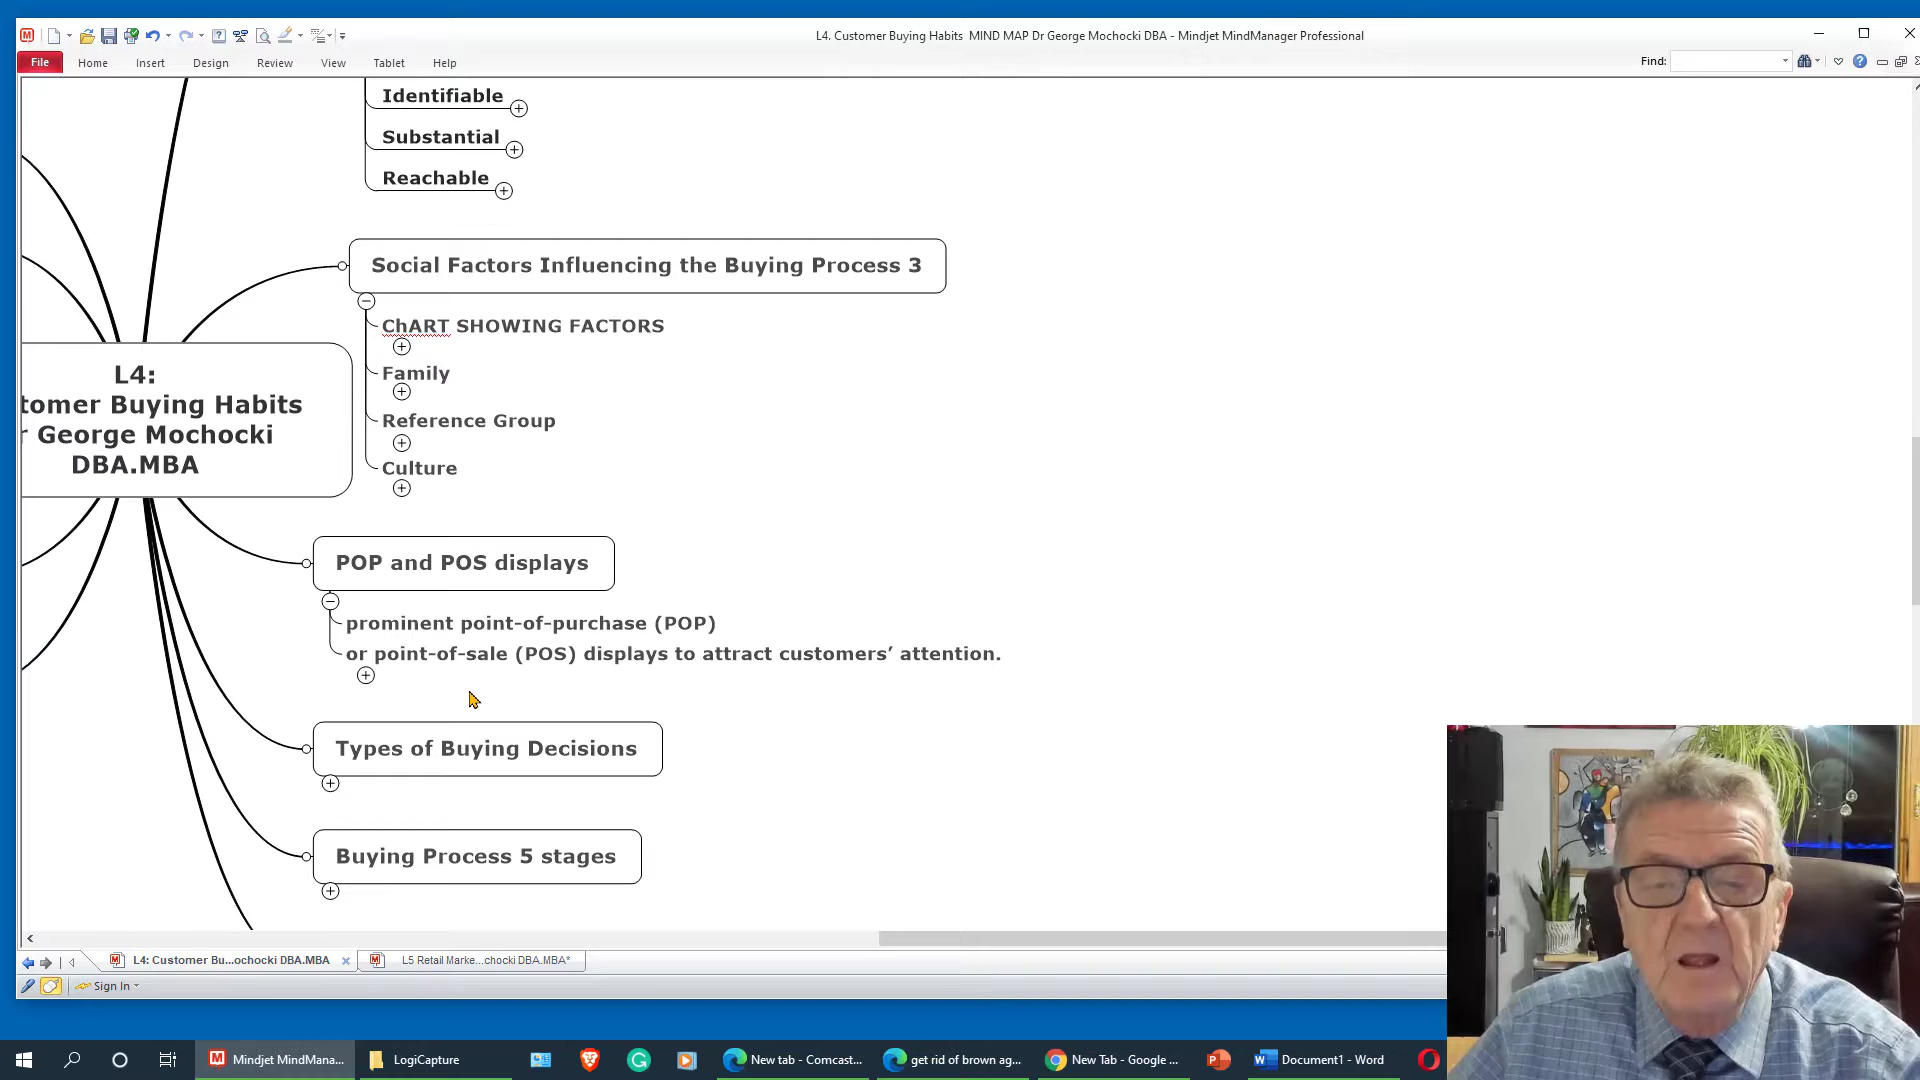 L4. Customer Buying Habits  MIND MAP Dr George Mochocki DBA - Mindjet MindManager Professional
File Home Insert Design Review View Tablet Help Find:
Identifiable
Substantial
Reachable
Social Factors Influencing the Buying Process 3
ChART SHOWING FACTORS
Family
Reference Group
Culture
L4:
tomer Buying Habits
r George Mochocki
DBA.MBA
POP and POS displays
prominent point-of-purchase (POP)
or point-of-sale (POS) displays to attract customers’ attention.
Types of Buying Decisions
Buying Process 5 stages
L4: Customer Bu...ochocki DBA.MBA L5 Retail Marke...chocki DBA.MBA*
Sign In
Mindjet MindMana... LogiCapture New tab - Comcast... get rid of brown ag... New Tab - Google ... Document1 - Word